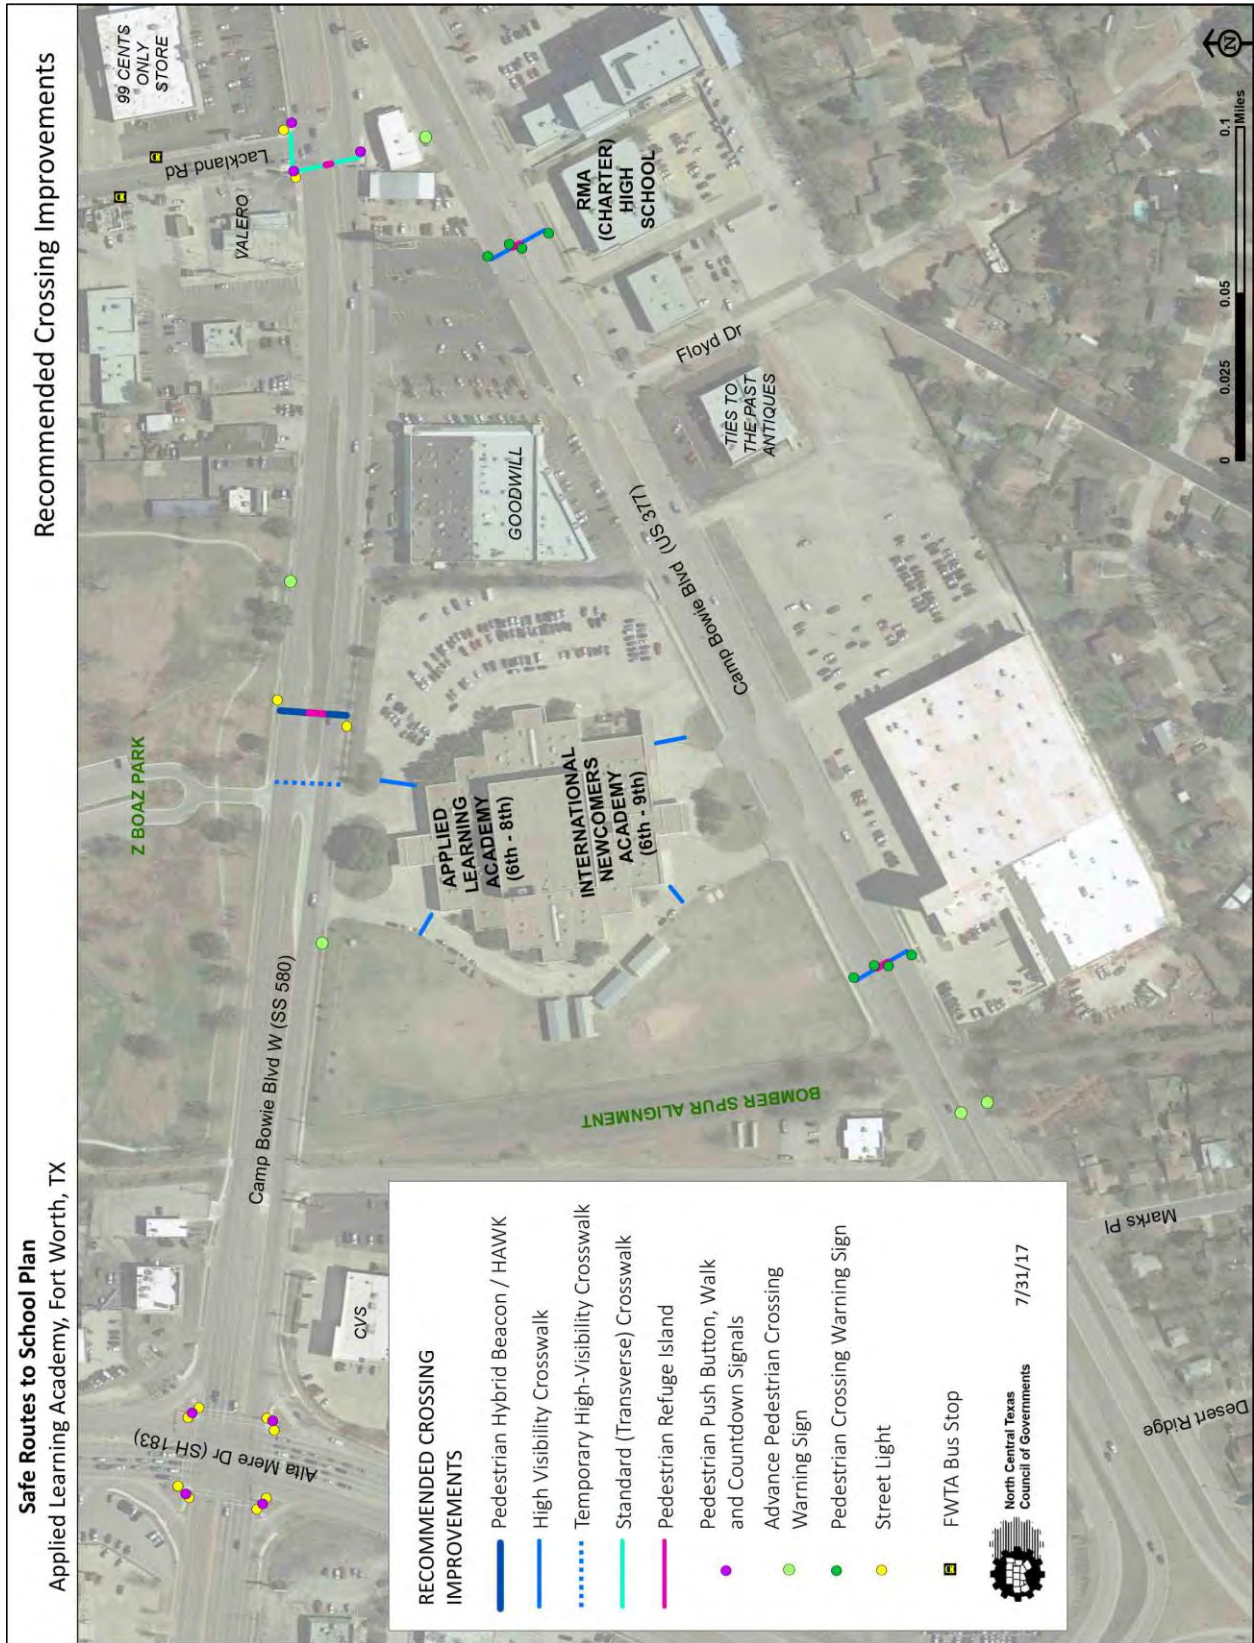 Safe Routes to School Plan
Applied Learning Academy, Fort Worth, TX
Recommended Crossing Improvements
99 CENTS
ONLY
STORE
Lackland Rd
VALERO
Z BOAZ PARK
Camp Bowie Blvd W (SS 580)
Alta Mere Dr (SH 183)
CVS
APPLIED
LEARNING
ACADEMY
(6th - 8th)
INTERNATIONAL
NEWCOMERS
ACADEMY
(6th - 9th)
GOODWILL
RMA
(CHARTER)
HIGH
SCHOOL
Floyd Dr
TIES TO
THE PAST
ANTIQUES
Camp Bowie Blvd (US 377)
BOMBER SPUR ALIGNMENT
Marks Pl
Desert Ridge
RECOMMENDED CROSSING
IMPROVEMENTS
Pedestrian Hybrid Beacon / HAWK
High Visibility Crosswalk
Temporary High-Visibility Crosswalk
Standard (Transverse) Crosswalk
Pedestrian Refuge Island
Pedestrian Push Button, Walk
and Countdown Signals
Advance Pedestrian Crossing
Warning Sign
Pedestrian Crossing Warning Sign
Street Light
FWTA Bus Stop
North Central Texas
Council of Governments
7/31/17
N
0 0.025 0.05 0.1
Miles